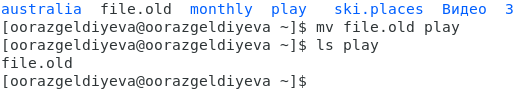 australia file.old monthly play ski.places Видео З
[oorazgeldiyeva@oorazgeldiyeva ~]$ mv file.old play
[oorazgeldiyeva@oorazgeldiyeva ~]$ ls play
file.old
[oorazgeldiyeva@oorazgeldiyeva ~]$